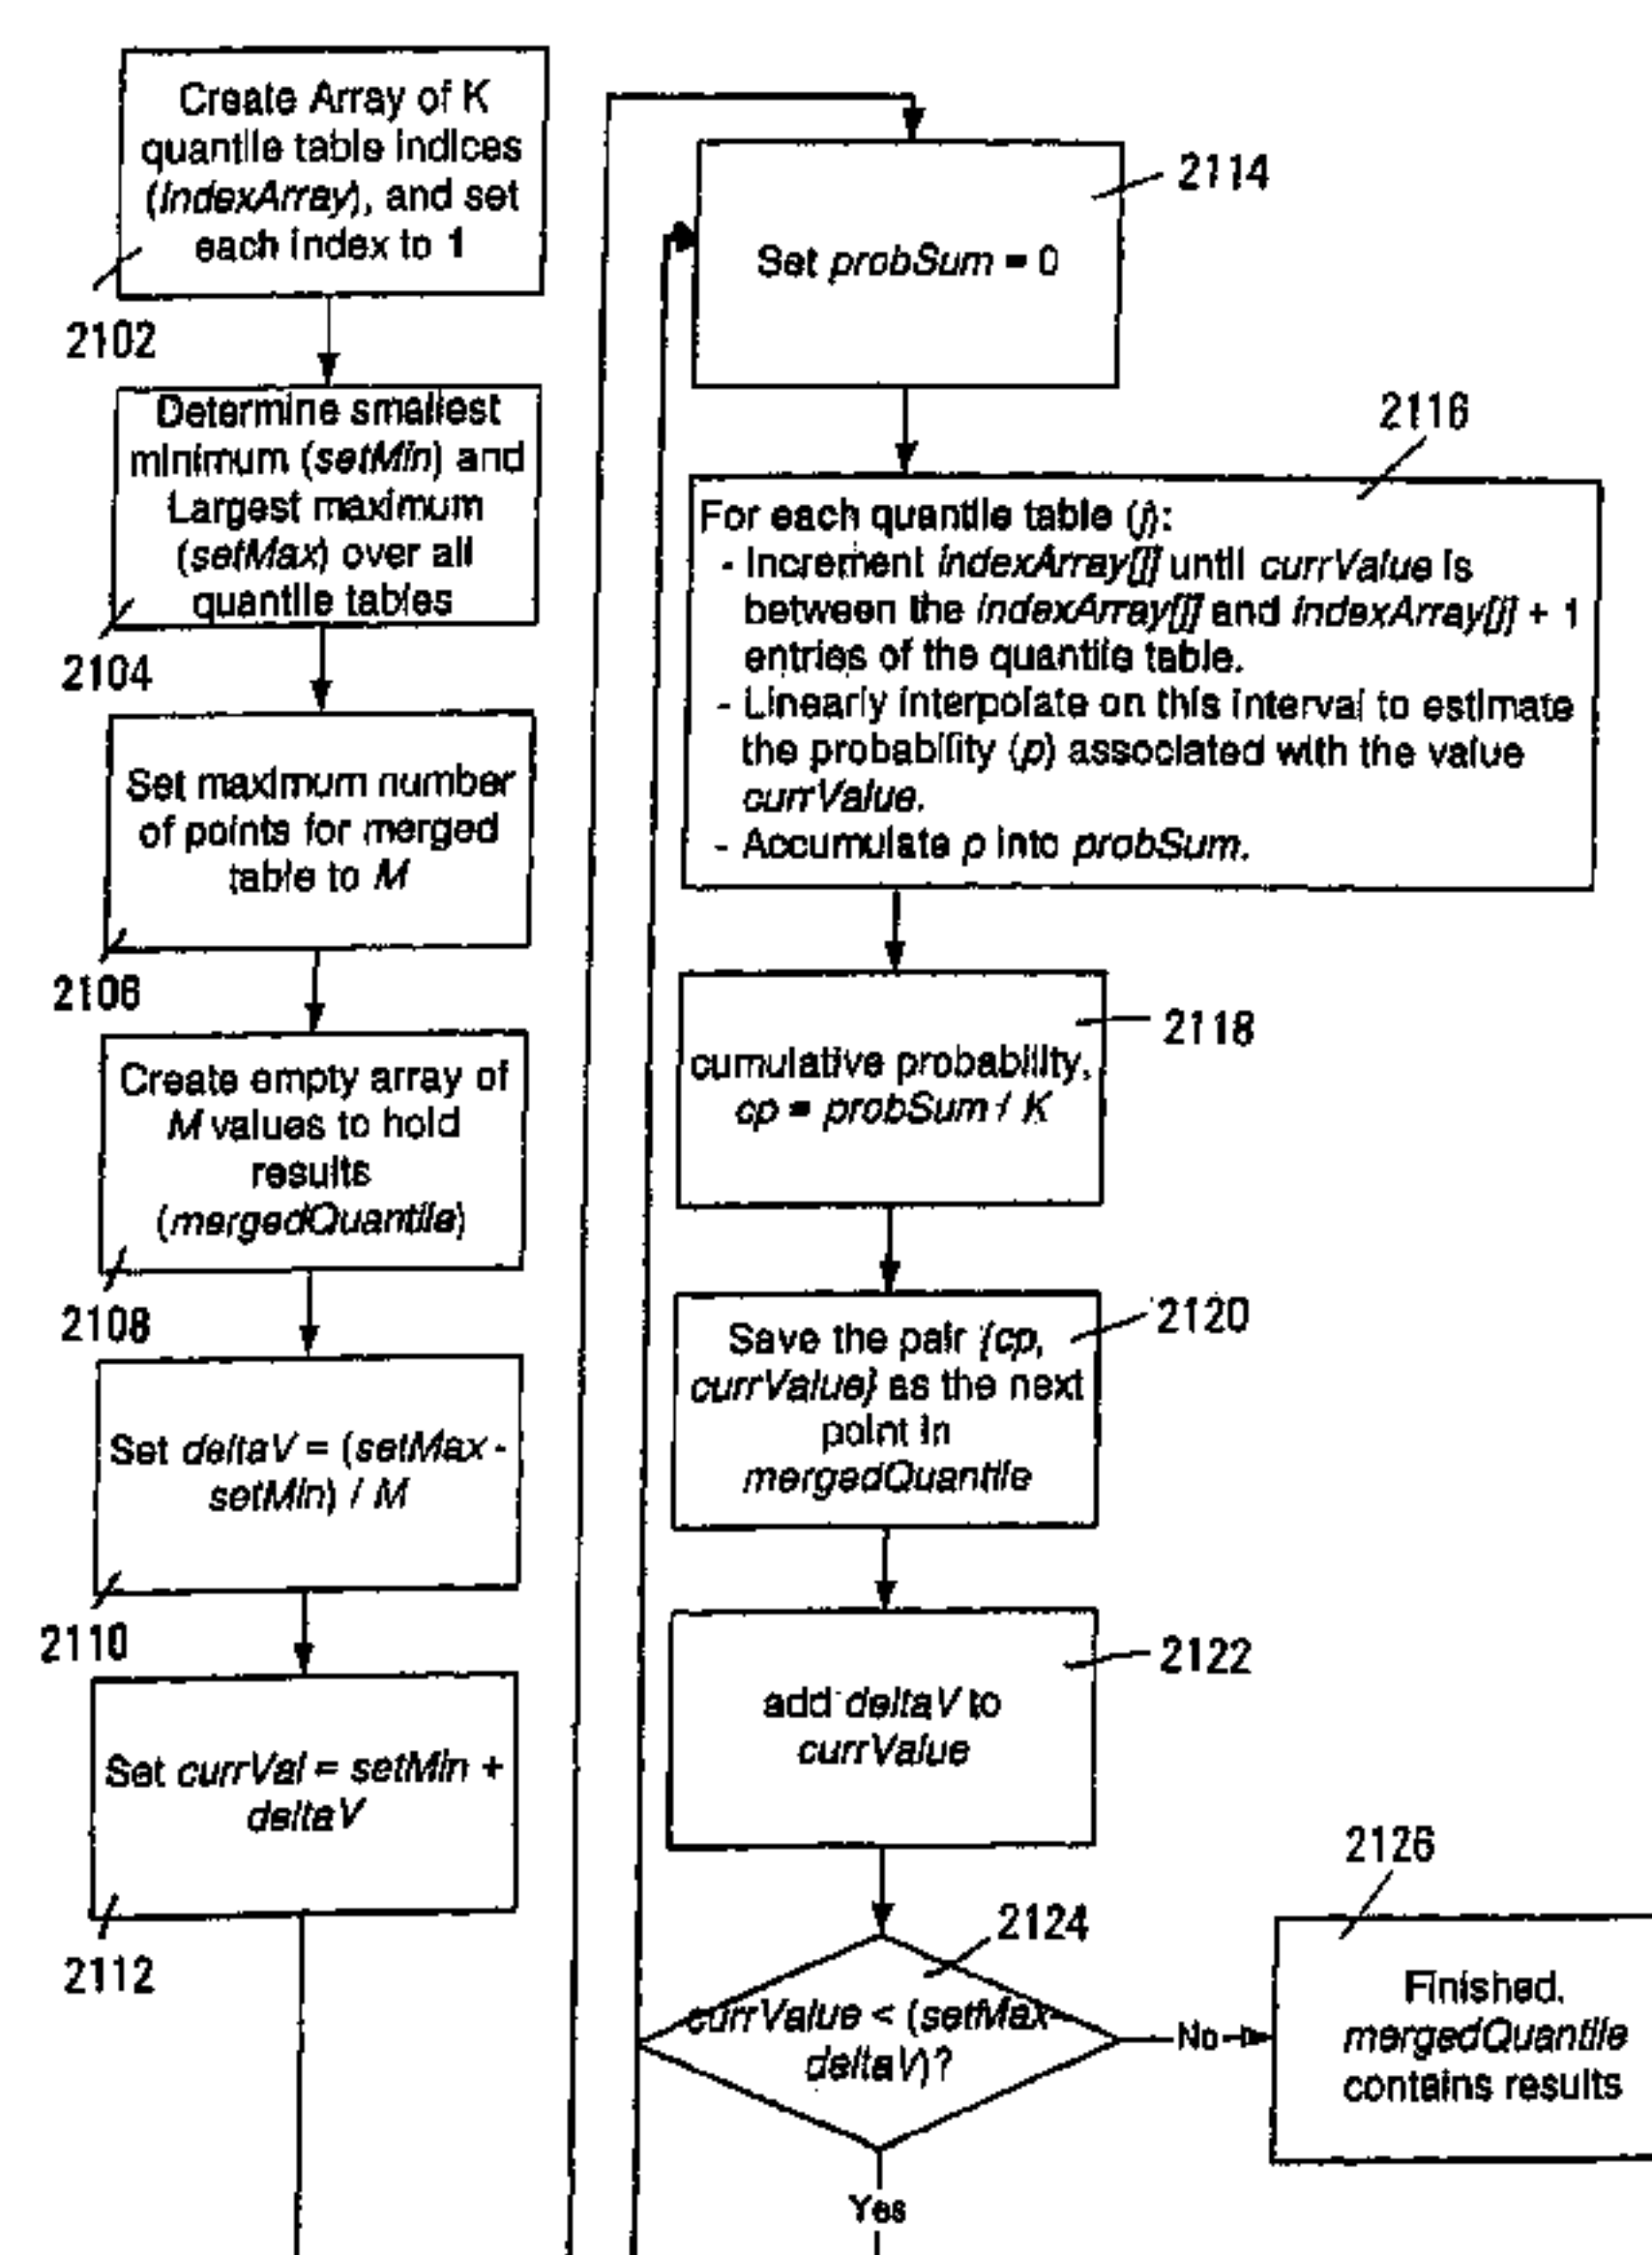 Create Array of K
quantile table indices
(indexArray), and set
each index to 1
2102
Determine smallest
minimum (setMin) and
Largest maximum
(setMax) over all
quantile tables
2104
Set maximum number
of points for merged
table to M
2106
Create empty array of
M values to hold
results
(mergedQuantile)
2108
Set deltaV = (setMax -
setMin) / M
2110
Set currVal = setMin +
deltaV
2112
2114
Set probSum = 0
2116
For each quantile table (j):
- Increment indexArray[j] until currValue is
between the indexArray[j] and indexArray[j] + 1
entries of the quantile table.
- Linearly interpolate on this interval to estimate
the probability (p) associated with the value
currValue.
- Accumulate p into probSum.
2118
cumulative probability,
cp = probSum / K
2120
Save the pair {cp,
currValue} as the next
point in
mergedQuantile
2122
add deltaV to
currValue
2124
currValue < (setMax-
deltaV)?
No
Yes
2126
Finished.
mergedQuantile
contains results